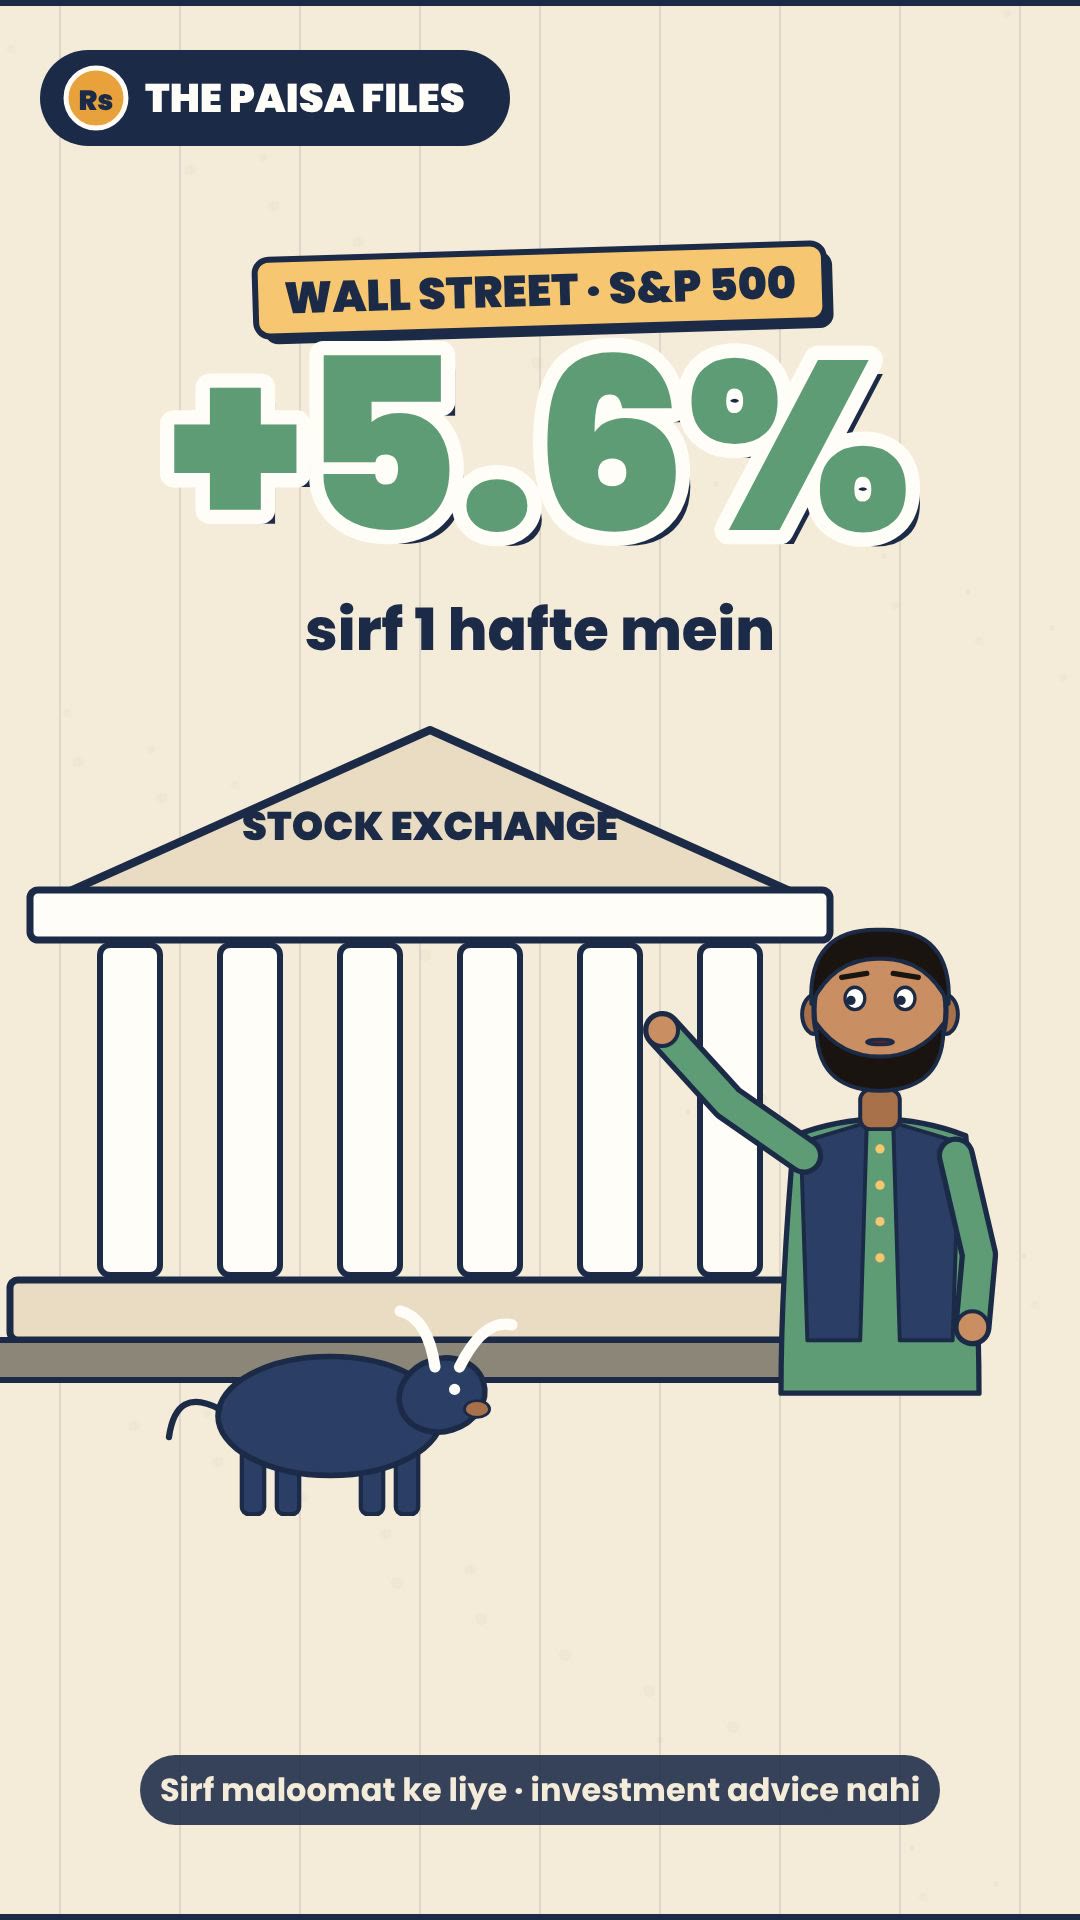 Rs THE PAISA FILES
WALL STREET · S&P 500
+5.6%
sirf 1 hafte mein
STOCK EXCHANGE
Sirf maloomat ke liye · investment advice nahi